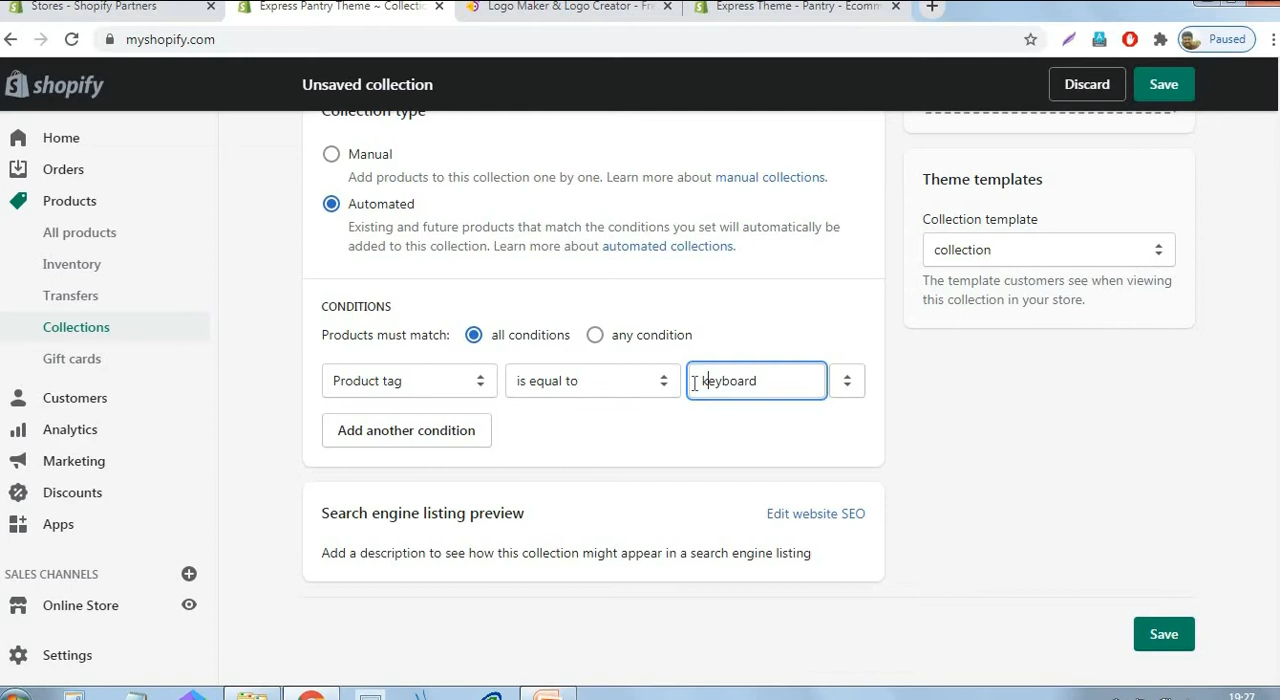 Stores - Shopify Partners
Express Pantry Theme ~ Collectio
Logo Maker & Logo Creator - Fre
Express Theme - Pantry - Ecomm
myshopify.com
Paused
shopify
Unsaved collection
Discard
Save
Home
Orders
Products
All products
Inventory
Transfers
Collections
Gift cards
Customers
Analytics
Marketing
Discounts
Apps
SALES CHANNELS
Online Store
Settings
Collection type
Manual
Add products to this collection one by one. Learn more about manual collections.
Automated
Existing and future products that match the conditions you set will automatically be
added to this collection. Learn more about automated collections.
CONDITIONS
Products must match: all conditions any condition
Product tag is equal to keyboard
Add another condition
Search engine listing preview Edit website SEO
Add a description to see how this collection might appear in a search engine listing
Theme templates
Collection template
collection
The template customers see when viewing
this collection in your store.
Save
19:27